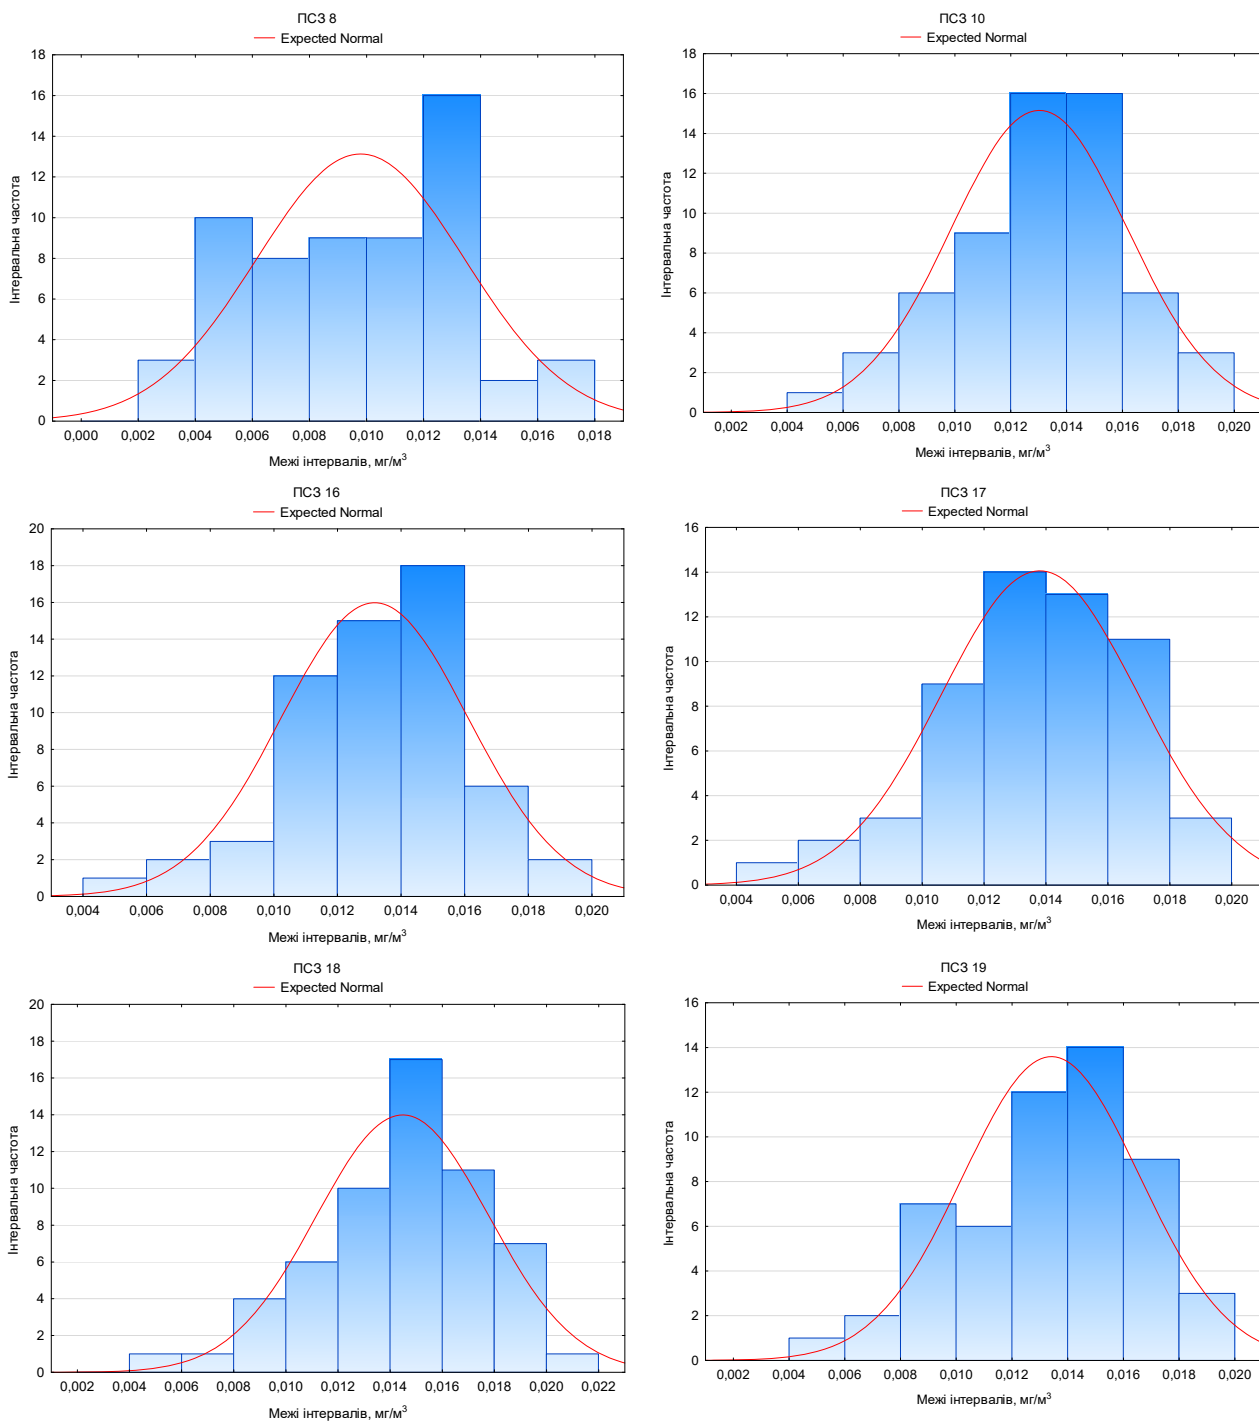 ПСЗ 8
Expected Normal
18
16
14
12
10
8
6
4
2
0
Інтервальна частота
0,000 0,002 0,004 0,006 0,008 0,010 0,012 0,014 0,016 0,018
Межі інтервалів, мг/м³
ПСЗ 10
Expected Normal
18
16
14
12
10
8
6
4
2
0
Інтервальна частота
0,002 0,004 0,006 0,008 0,010 0,012 0,014 0,016 0,018 0,020
Межі інтервалів, мг/м³
ПСЗ 16
Expected Normal
20
18
16
14
12
10
8
6
4
2
0
Інтервальна частота
0,004 0,006 0,008 0,010 0,012 0,014 0,016 0,018 0,020
Межі інтервалів, мг/м³
ПСЗ 17
Expected Normal
16
14
12
10
8
6
4
2
0
Інтервальна частота
0,004 0,006 0,008 0,010 0,012 0,014 0,016 0,018 0,020
Межі інтервалів, мг/м³
ПСЗ 18
Expected Normal
20
18
16
14
12
10
8
6
4
2
0
Інтервальна частота
0,002 0,004 0,006 0,008 0,010 0,012 0,014 0,016 0,018 0,020 0,022
Межі інтервалів, мг/м³
ПСЗ 19
Expected Normal
16
14
12
10
8
6
4
2
0
Інтервальна частота
0,002 0,004 0,006 0,008 0,010 0,012 0,014 0,016 0,018 0,020
Межі інтервалів, мг/м³